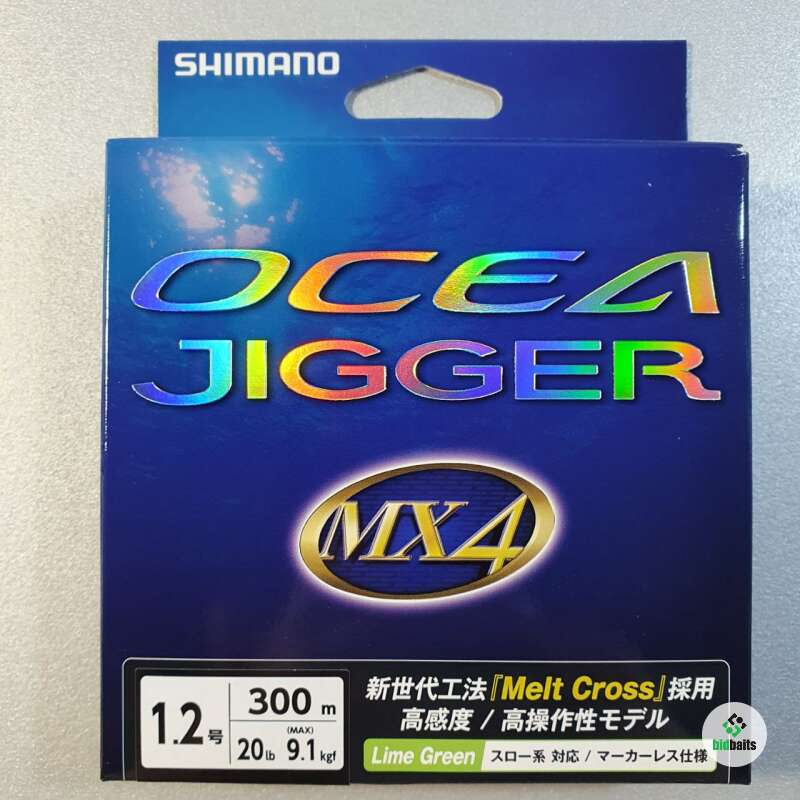 SHIMANO
OCEA
JIGGER
MX4
1.2号
300 m
20lb (MAX) 9.1kgf
新世代工法『Melt Cross』採用
高感度 / 高操作性モデル
Lime Green スロー系 対応 / マーカーレス仕様
bidbaits